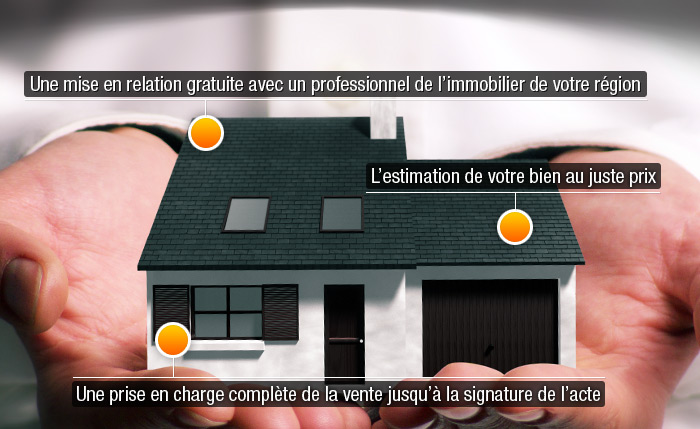 Une mise en relation gratuite avec un professionnel de l'immobilier de votre région
L'estimation de votre bien au juste prix
Une prise en charge complète de la vente jusqu'à la signature de l'acte